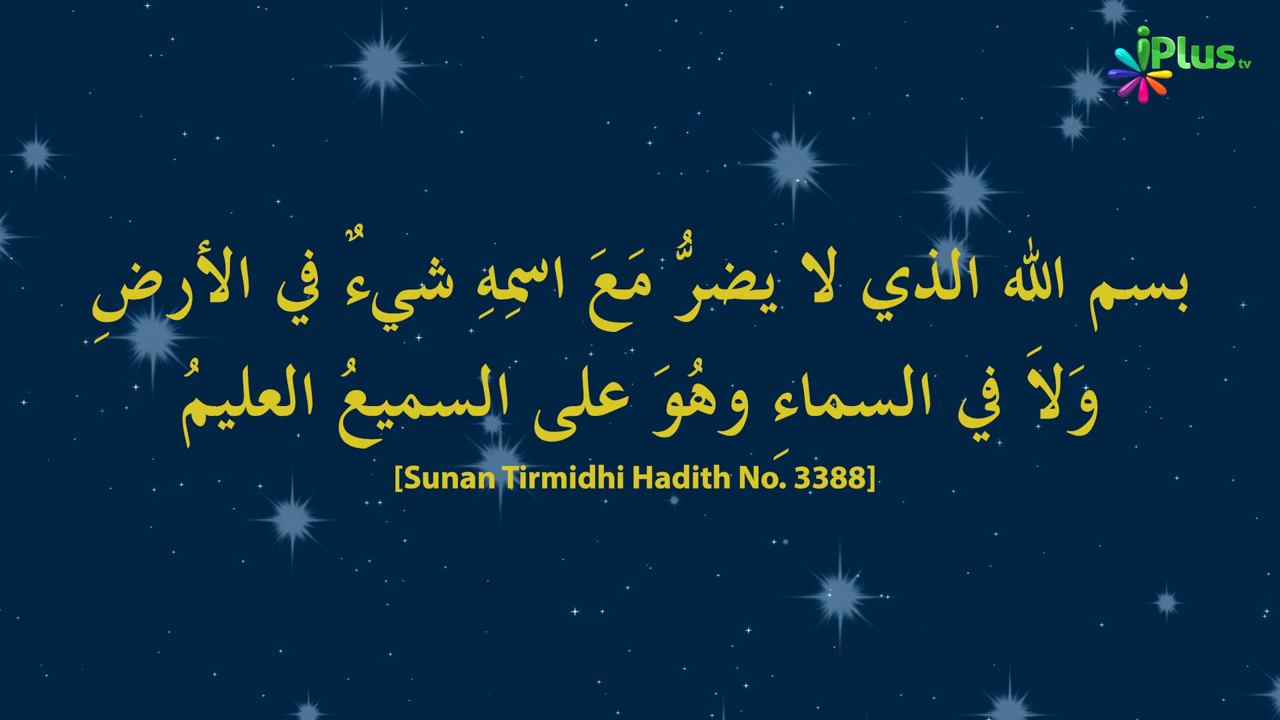 iPlus tv
بسم الله الذي لا يضرُّ مَعَ اسمِهِ شيءٌ في الأرضِ
وَلاَ في السماءِ وهُوَ على السميعُ العليمُ
[Sunan Tirmidhi Hadith No. 3388]